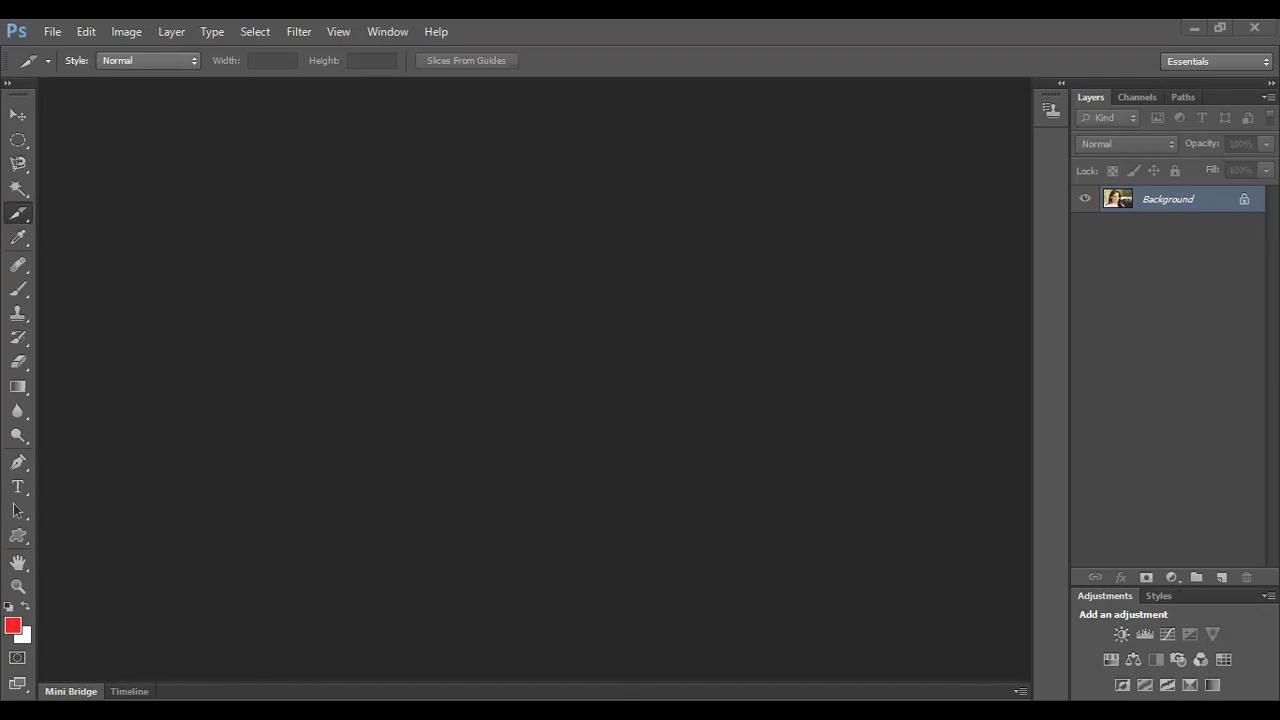 Ps File Edit Image Layer Type Select Filter View Window Help
Style: Normal Width: Height: Slices From Guides Essentials
Layers Channels Paths
Kind T
Normal Opacity: 100%
Lock: Fill: 100%
Background
fx
T
Adjustments Styles
Add an adjustment
Mini Bridge Timeline